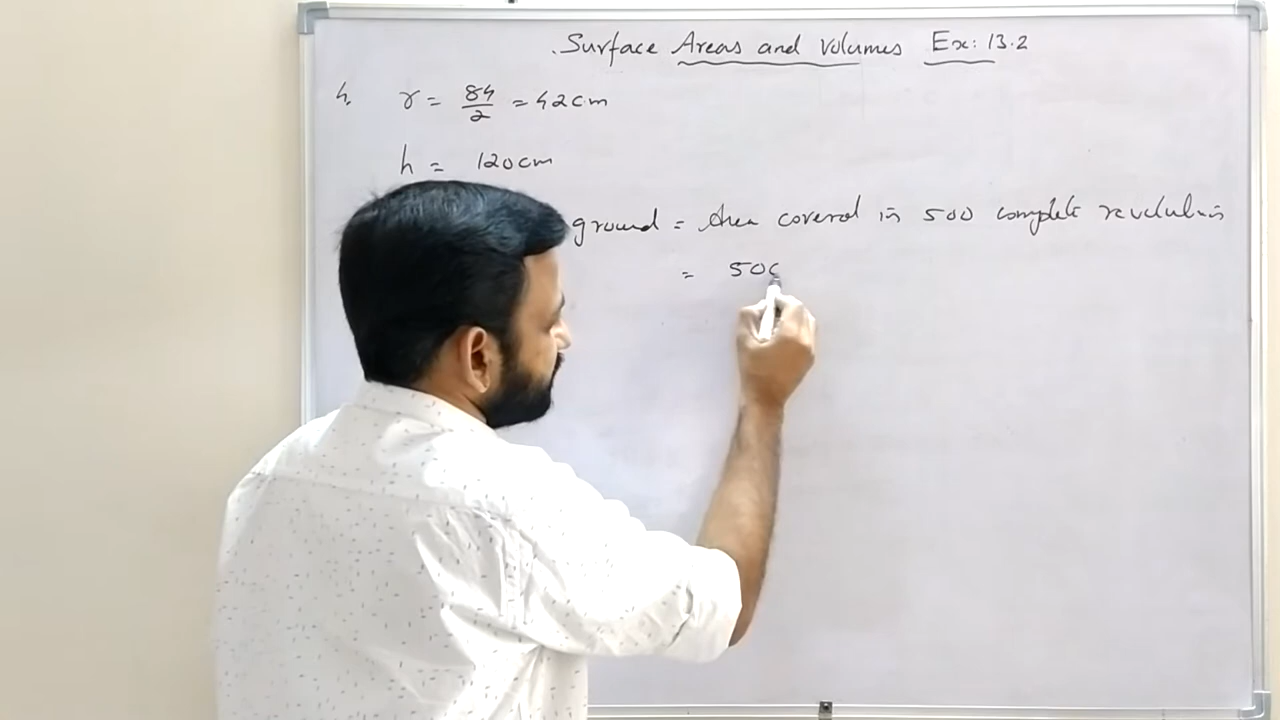 Surface Areas and Volumes Ex: 13.2
4. r = 84/2 = 42cm
h = 120cm
ground = Area covered in 500 complete revolutions
= 500